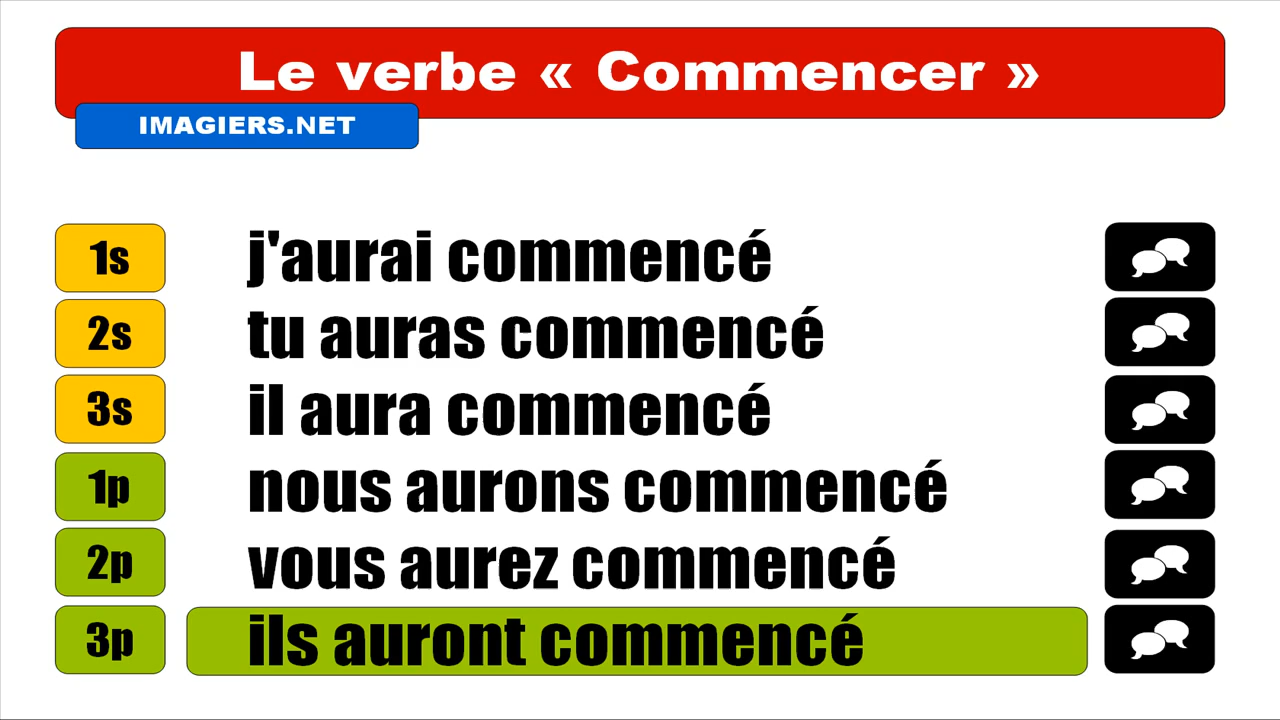 Le verbe « Commencer »
IMAGIERS.NET
1s j'aurai commencé
2s tu auras commencé
3s il aura commencé
1p nous aurons commencé
2p vous aurez commencé
3p ils auront commencé